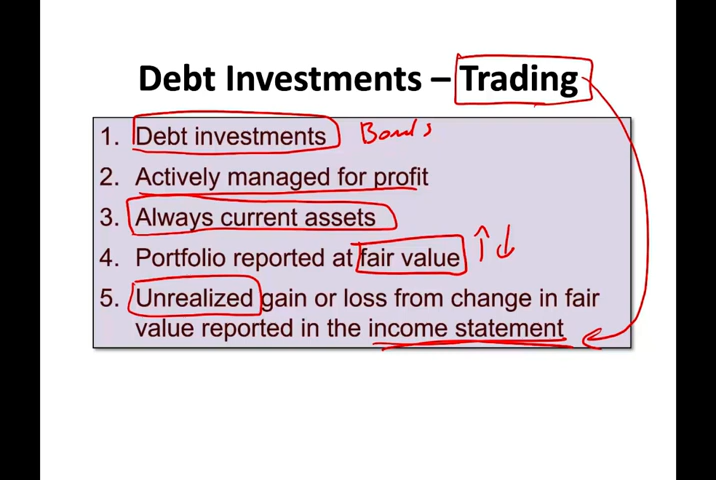 Debt Investments – Trading
1. Debt investments Bonds
2. Actively managed for profit
3. Always current assets
4. Portfolio reported at fair value ↑↓
5. Unrealized gain or loss from change in fair
value reported in the income statement